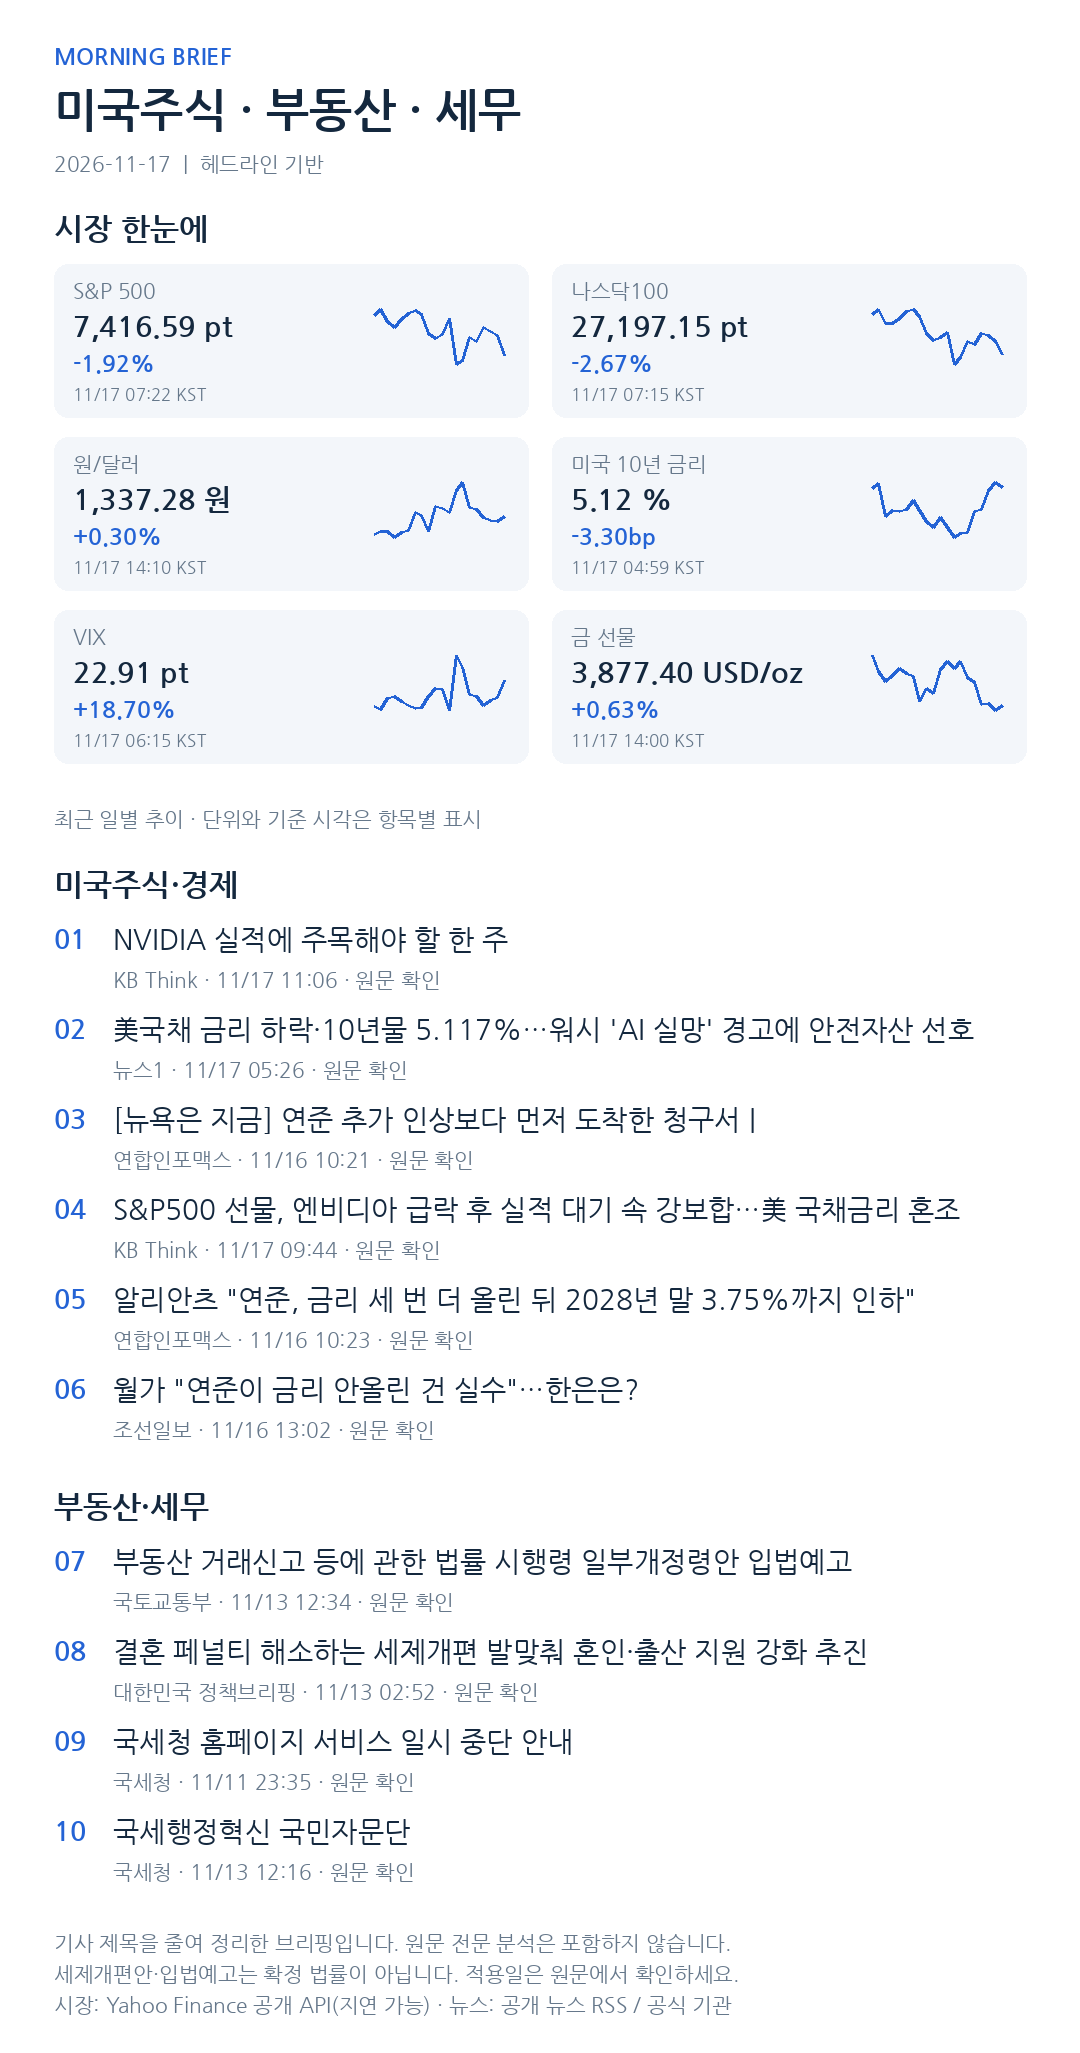 MORNING BRIEF
미국주식 · 부동산 · 세무
2026-11-17 | 헤드라인 기반
시장 한눈에
S&P 500
7,416.59 pt
-1.92%
11/17 07:22 KST
나스닥100
27,197.15 pt
-2.67%
11/17 07:15 KST
원/달러
1,337.28 원
+0.30%
11/17 14:10 KST
미국 10년 금리
5.12 %
-3.30bp
11/17 04:59 KST
VIX
22.91 pt
+18.70%
11/17 06:15 KST
금 선물
3,877.40 USD/oz
+0.63%
11/17 14:00 KST
최근 일별 추이 · 단위와 기준 시각은 항목별 표시
미국주식·경제
01 NVIDIA 실적에 주목해야 할 한 주
KB Think · 11/17 11:06 · 원문 확인
02 美국채 금리 하락·10년물 5.117%…워시 'AI 실망' 경고에 안전자산 선호
뉴스1 · 11/17 05:26 · 원문 확인
03 [뉴욕은 지금] 연준 추가 인상보다 먼저 도착한 청구서 |
연합인포맥스 · 11/16 10:21 · 원문 확인
04 S&P500 선물, 엔비디아 급락 후 실적 대기 속 강보합…美 국채금리 혼조
KB Think · 11/17 09:44 · 원문 확인
05 알리안츠 "연준, 금리 세 번 더 올린 뒤 2028년 말 3.75%까지 인하"
연합인포맥스 · 11/16 10:23 · 원문 확인
06 월가 "연준이 금리 안올린 건 실수"…한은은?
조선일보 · 11/16 13:02 · 원문 확인
부동산·세무
07 부동산 거래신고 등에 관한 법률 시행령 일부개정령안 입법예고
국토교통부 · 11/13 12:34 · 원문 확인
08 결혼 페널티 해소하는 세제개편 발맞춰 혼인·출산 지원 강화 추진
대한민국 정책브리핑 · 11/13 02:52 · 원문 확인
09 국세청 홈페이지 서비스 일시 중단 안내
국세청 · 11/11 23:35 · 원문 확인
10 국세행정혁신 국민자문단
국세청 · 11/13 12:16 · 원문 확인
기사 제목을 줄여 정리한 브리핑입니다. 원문 전문 분석은 포함하지 않습니다.
세제개편안·입법예고는 확정 법률이 아닙니다. 적용일은 원문에서 확인하세요.
시장: Yahoo Finance 공개 API(지연 가능) · 뉴스: 공개 뉴스 RSS / 공식 기관